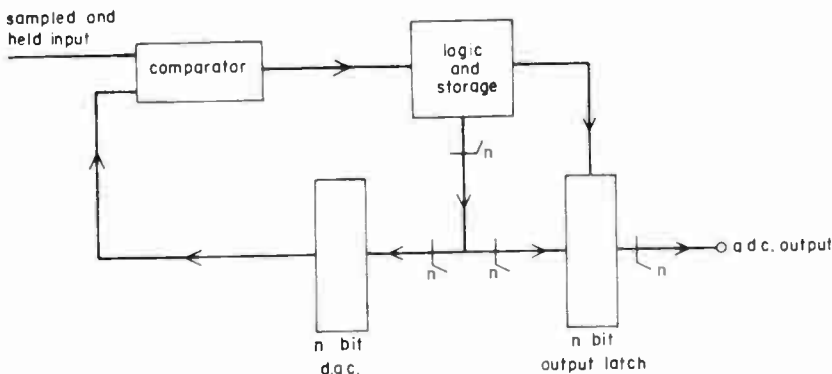 sampled and
held input
comparator
logic
and
storage
n
n
n
n
a d c. output
n bit
d.a.c.
n bit
output latch